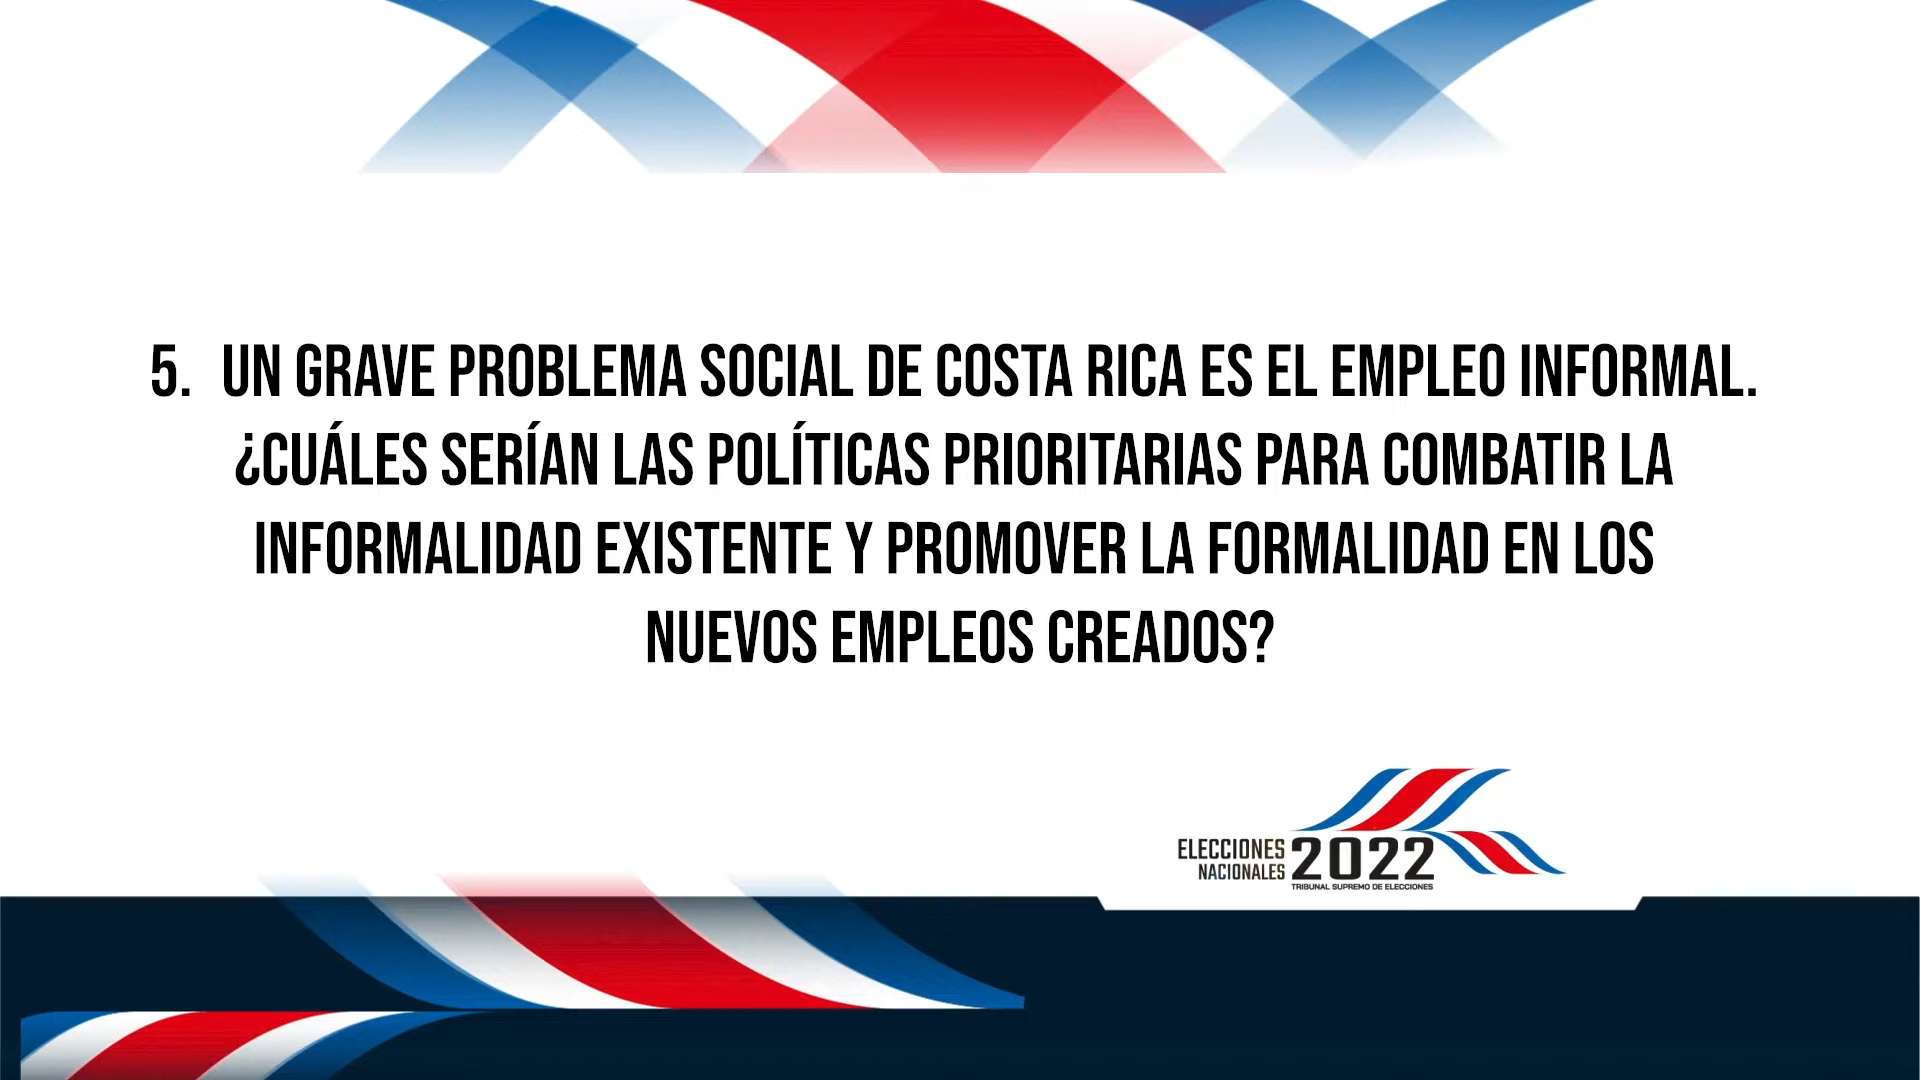 5. UN GRAVE PROBLEMA SOCIAL DE COSTA RICA ES EL EMPLEO INFORMAL.
¿CUÁLES SERÍAN LAS POLÍTICAS PRIORITARIAS PARA COMBATIR LA
INFORMALIDAD EXISTENTE Y PROMOVER LA FORMALIDAD EN LOS
NUEVOS EMPLEOS CREADOS?
ELECCIONES
NACIONALES
2022
TRIBUNAL SUPREMO DE ELECCIONES